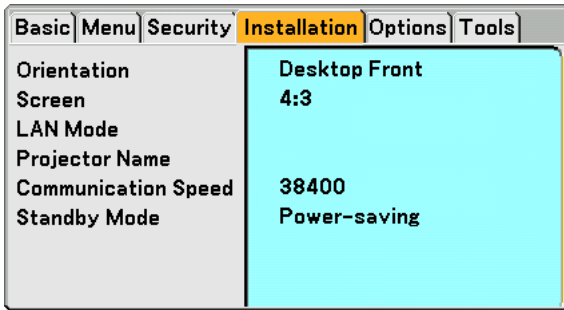 Basic Menu Security Installation Options Tools
Orientation Desktop Front
Screen 4:3
LAN Mode
Projector Name
Communication Speed 38400
Standby Mode Power-saving